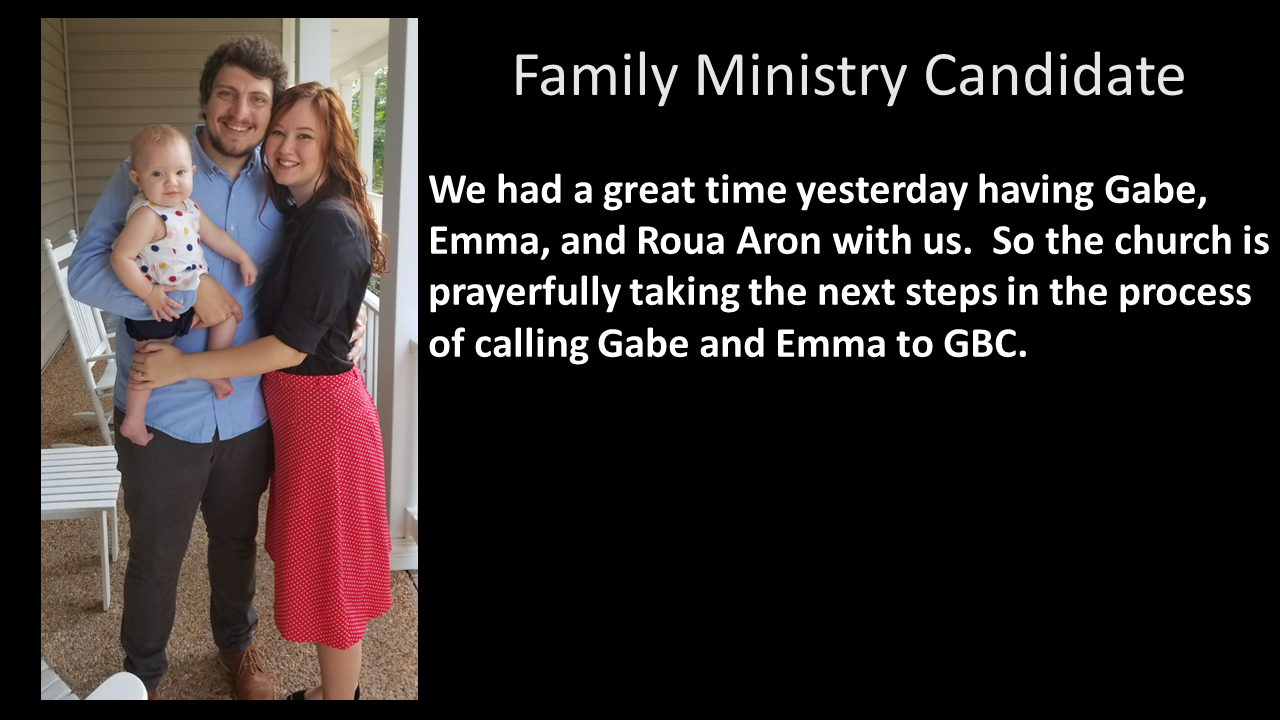 Family Ministry Candidate
We had a great time yesterday having Gabe,
Emma, and Roua Aron with us.  So the church is
prayerfully taking the next steps in the process
of calling Gabe and Emma to GBC.